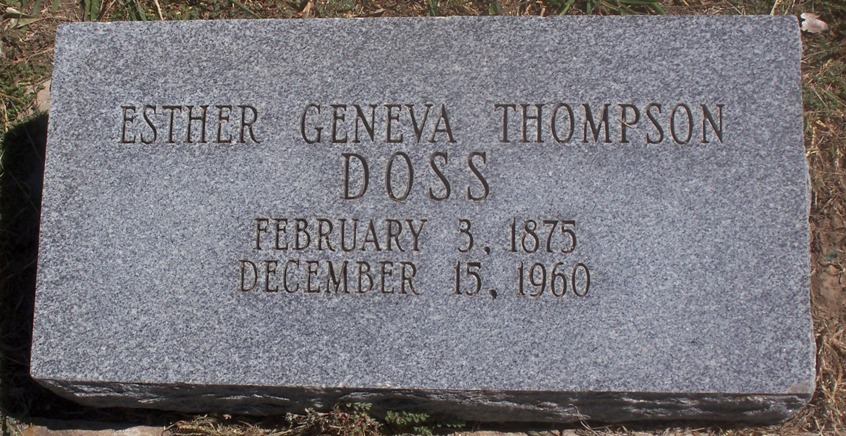 ESTHER GENEVA THOMPSON
DOSS
FEBRUARY 3, 1875
DECEMBER 15, 1960